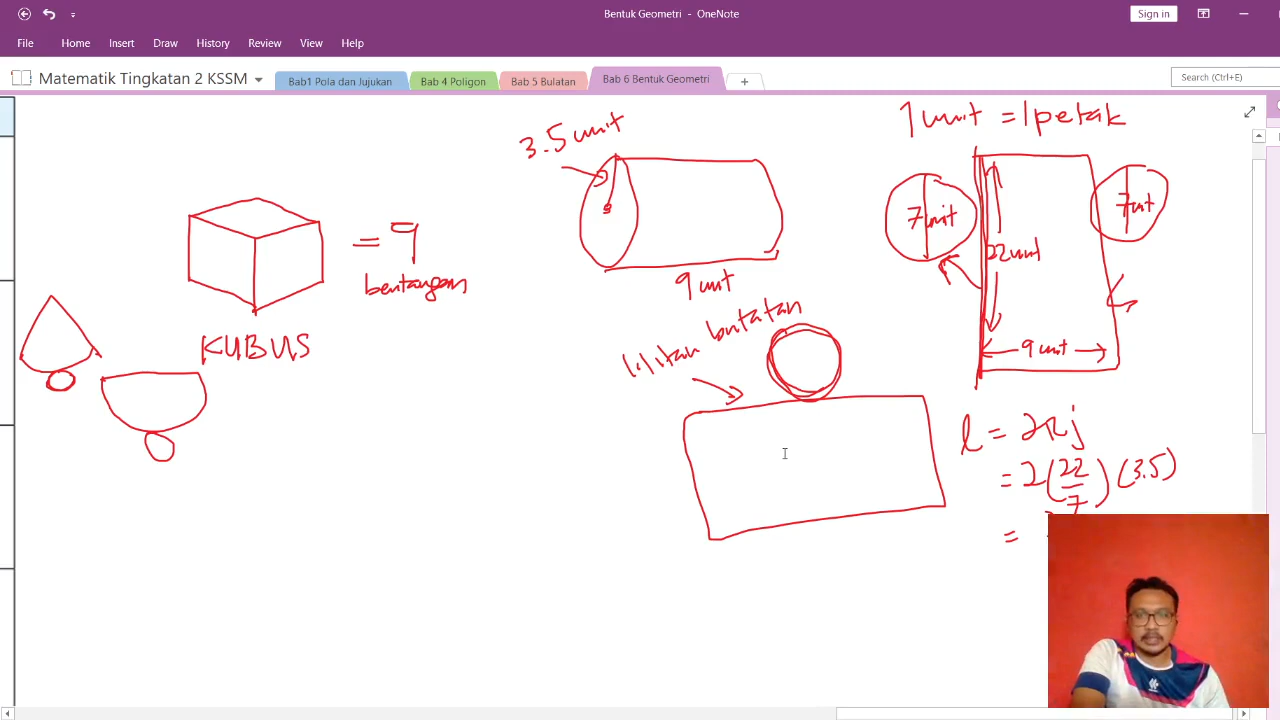 Bentuk Geometri - OneNote
Sign in
File Home Insert Draw History Review View Help
Matematik Tingkatan 2 KSSM
Bab1 Pola dan Jujukan
Bab 4 Poligon
Bab 5 Bulatan
Bab 6 Bentuk Geometri
Search (Ctrl+E)
1 unit = 1 petak
3.5 unit
9 unit
= 9
bentangan
KUBUS
7 unit
22 unit
7 unit
9 unit
lilitan bulatan
l = 2πj
= 2(22/7)(3.5)
=